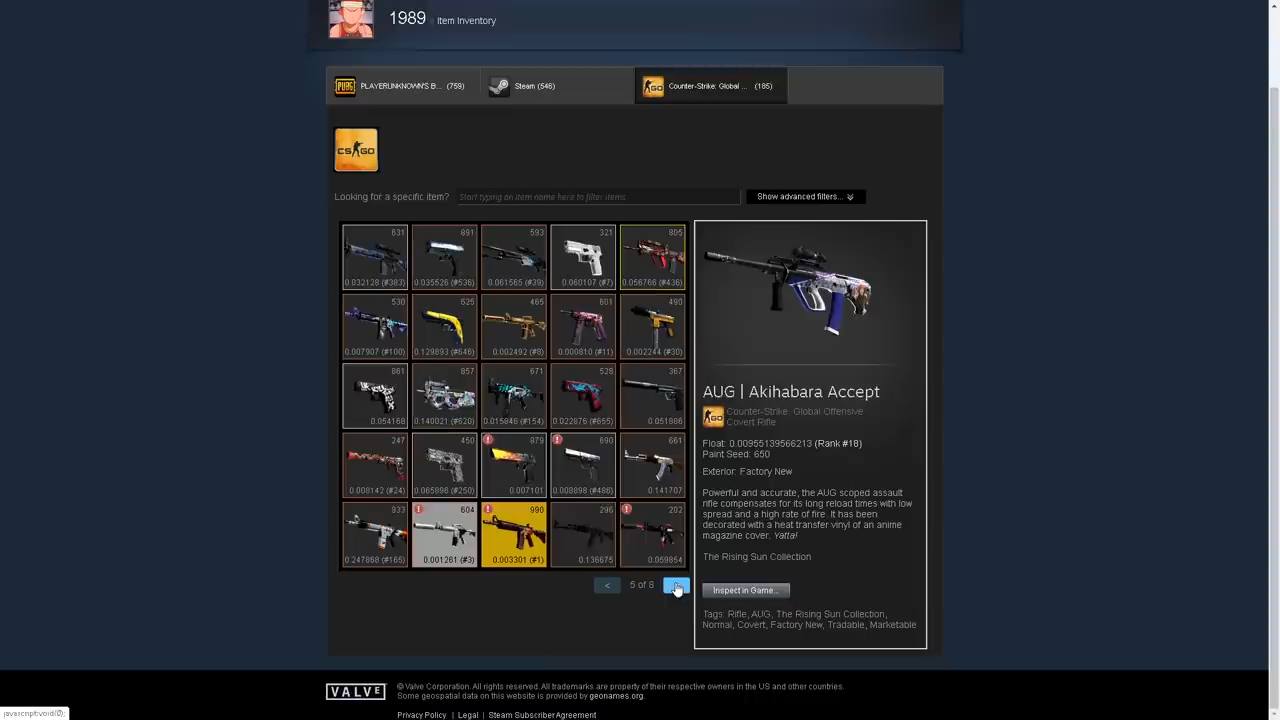 1989 » Item Inventory
PLAYERUNKNOWN'S B... (759)
Steam (546)
Counter-Strike: Global ... (185)
CS GO
Looking for a specific item?
Start typing an item name here to filter items
Show advanced filters...
631 891 593 321 805
0.032128 (#383) 0.035526 (#536) 0.061565 (#39) 0.060107 (#7) 0.056766 (#436)
530 625 465 601 490
0.007907 (#100) 0.129893 (#646) 0.002492 (#8) 0.000810 (#11) 0.002244 (#30)
861 857 671 528 367
0.054168 0.140021 (#620) 0.015846 (#154) 0.022876 (#655) 0.051886
247 450 879 690 661
0.008142 (#24) 0.065896 (#250) 0.007101 0.008898 (#486) 0.141707
933 604 990 296 202
0.247868 (#165) 0.001261 (#3) 0.003301 (#1) 0.136675 0.059854
< 5 of 8
AUG | Akihabara Accept
GO
Counter-Strike: Global Offensive
Covert Rifle
Float: 0.00955139566213 (Rank #18)
Paint Seed: 650
Exterior: Factory New
Powerful and accurate, the AUG scoped assault
rifle compensates for its long reload times with low
spread and a high rate of fire. It has been
decorated with a heat transfer vinyl of an anime
magazine cover. Yatta!
The Rising Sun Collection
Inspect in Game...
Tags: Rifle, AUG, The Rising Sun Collection,
Normal, Covert, Factory New, Tradable, Marketable
VALVE
© Valve Corporation. All rights reserved. All trademarks are property of their respective owners in the US and other countries.
Some geospatial data on this website is provided by geonames.org.
Privacy Policy | Legal | Steam Subscriber Agreement
javascript:void(0);